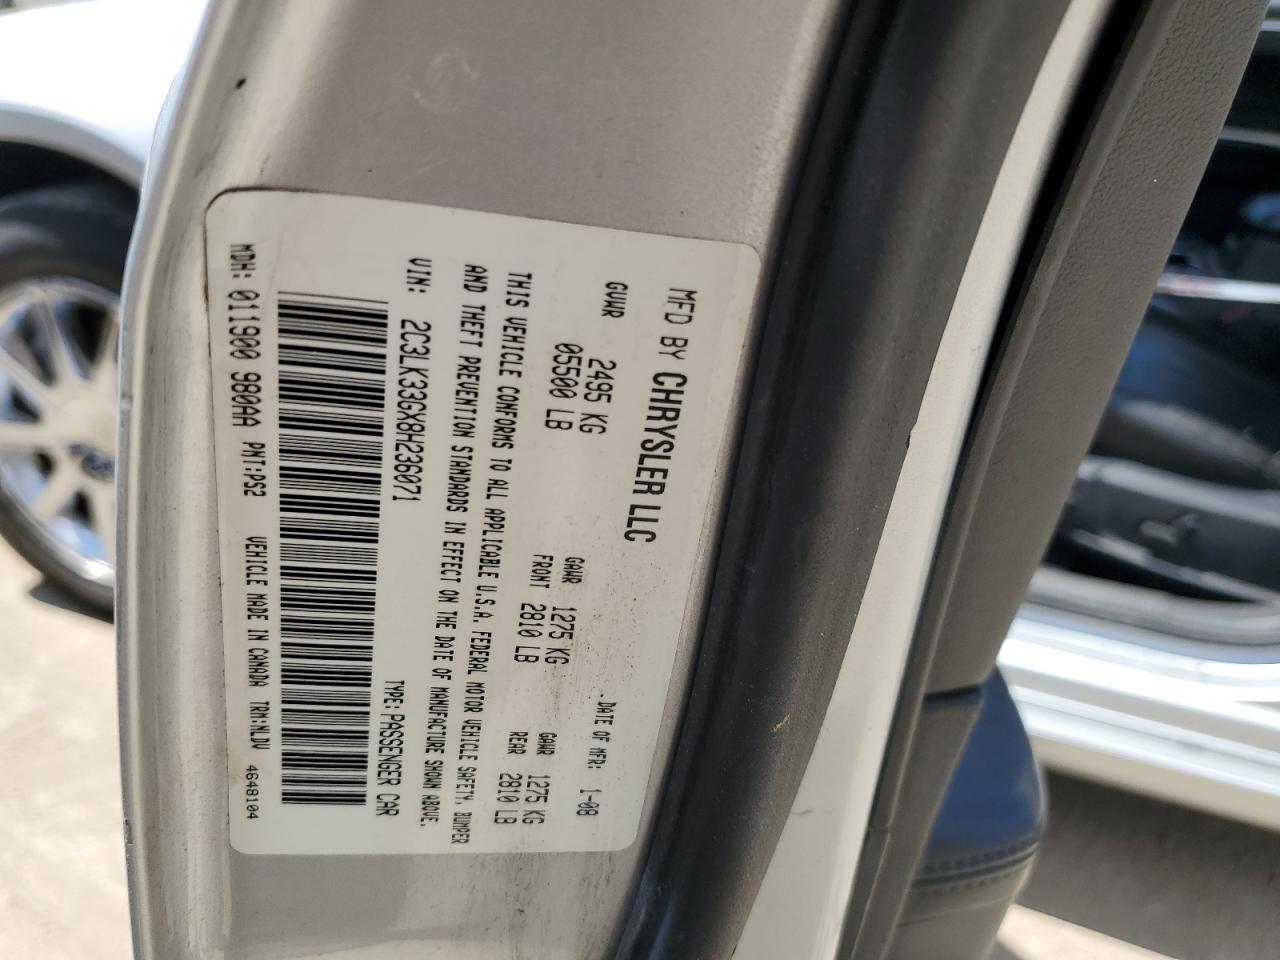 MFD BY CHRYSLER LLC
DATE OF MFR: 1-08
GVWR 2495 KG
05500 LB
GAWR FRONT 1275 KG
2810 LB
GAWR REAR 1275 KG
2810 LB
THIS VEHICLE CONFORMS TO ALL APPLICABLE U.S.A. FEDERAL MOTOR VEHICLE SAFETY, BUMPER
AND THEFT PREVENTION STANDARDS IN EFFECT ON THE DATE OF MANUFACTURE SHOWN ABOVE.
VIN: 2C3LK33GX8H236071 TYPE: PASSENGER CAR
MDH: 011900 980AA PNT:PS2 VEHICLE MADE IN CANADA TRM:NLDV 4648104